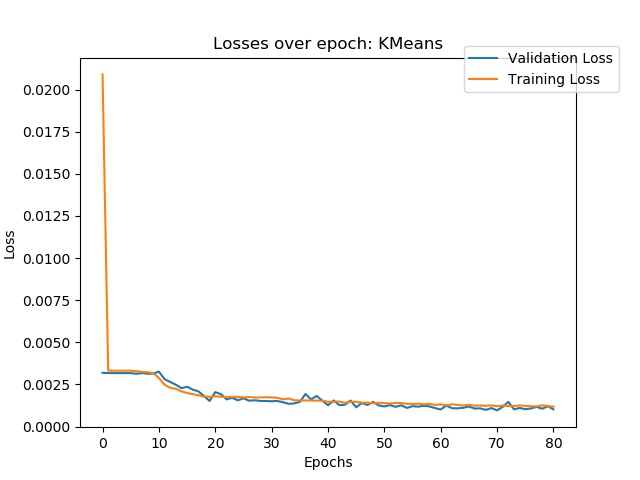 Losses over epoch: KMeans
Validation Loss
Training Loss
0.0200
0.0175
0.0150
0.0125
0.0100
0.0075
0.0050
0.0025
0.0000
Loss
0 10 20 30 40 50 60 70 80
Epochs